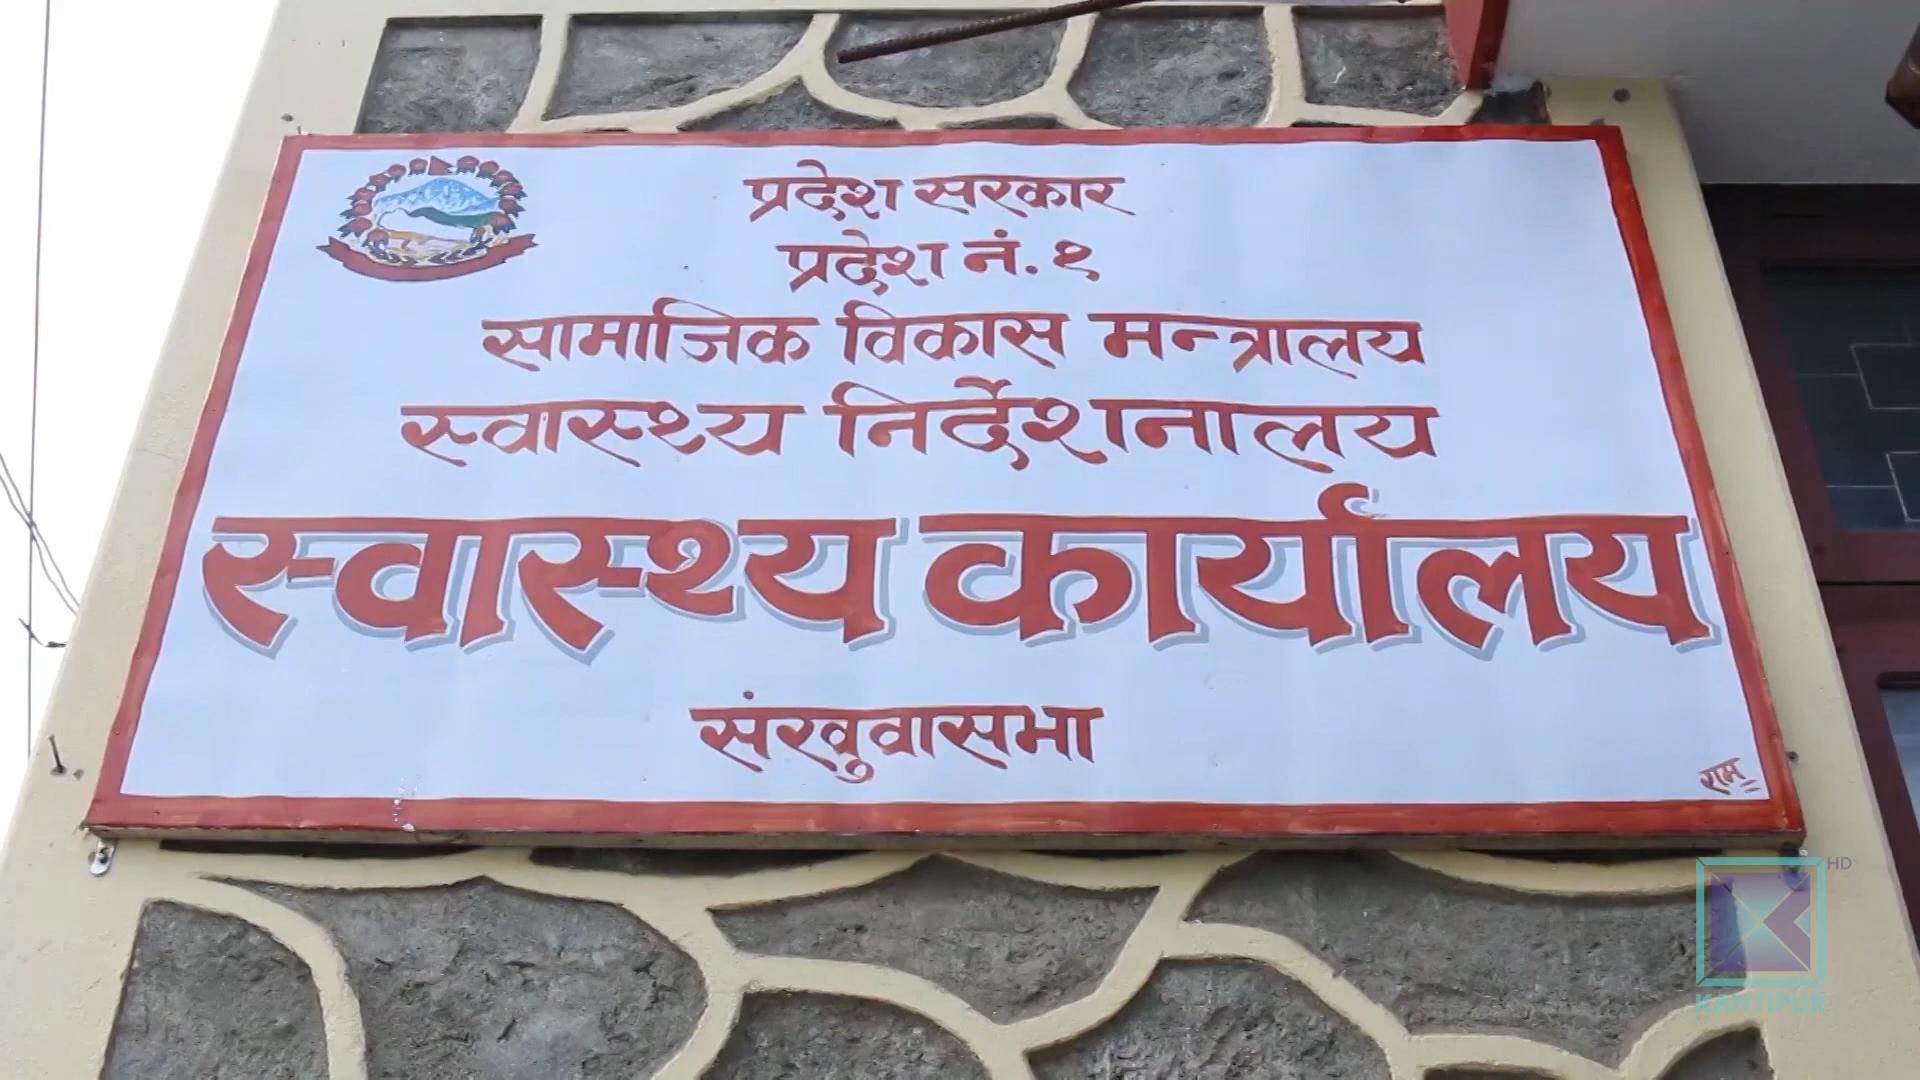 प्रदेश सरकार
प्रदेश नं. १
सामाजिक विकास मन्त्रालय
स्वास्थ्य निर्देशनालय
स्वास्थ्य कार्यालय
संखुवासभा
राम
HD
KANTIPUR